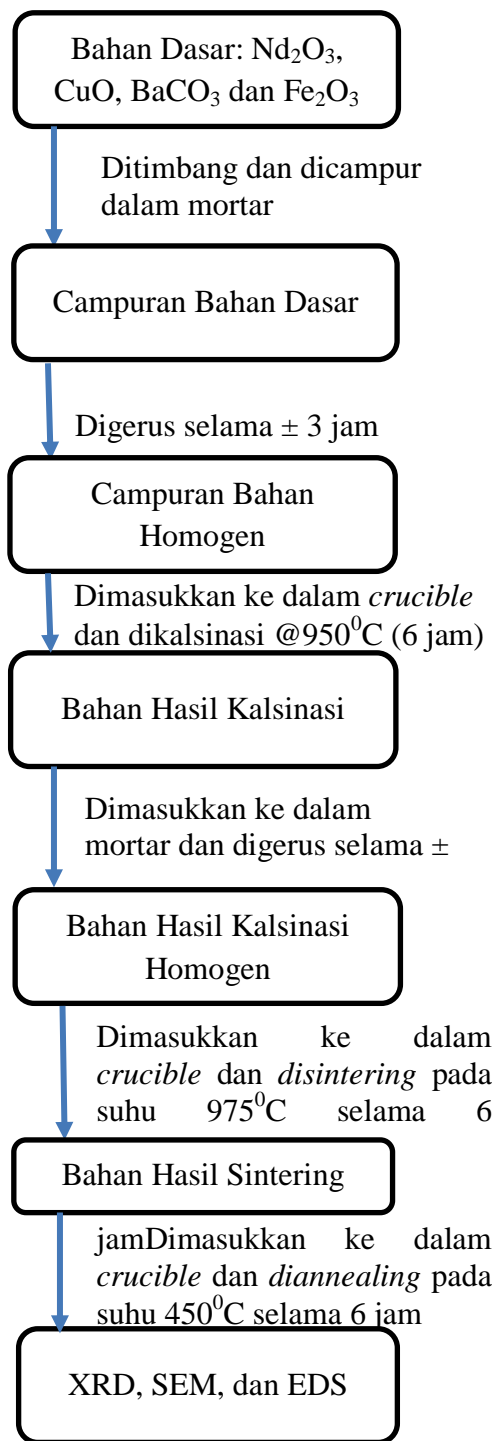 Bahan Dasar: Nd₂O₃,
CuO, BaCO₃ dan Fe₂O₃
Ditimbang dan dicampur
dalam mortar
Campuran Bahan Dasar
Digerus selama ± 3 jam
Campuran Bahan
Homogen
Dimasukkan ke dalam crucible
dan dikalsinasi @950⁰C (6 jam)
Bahan Hasil Kalsinasi
Dimasukkan ke dalam
mortar dan digerus selama ±
Bahan Hasil Kalsinasi
Homogen
Dimasukkan ke dalam
crucible dan disintering pada
suhu 975⁰C selama 6
Bahan Hasil Sintering
jamDimasukkan ke dalam
crucible dan diannealing pada
suhu 450⁰C selama 6 jam
XRD, SEM, dan EDS